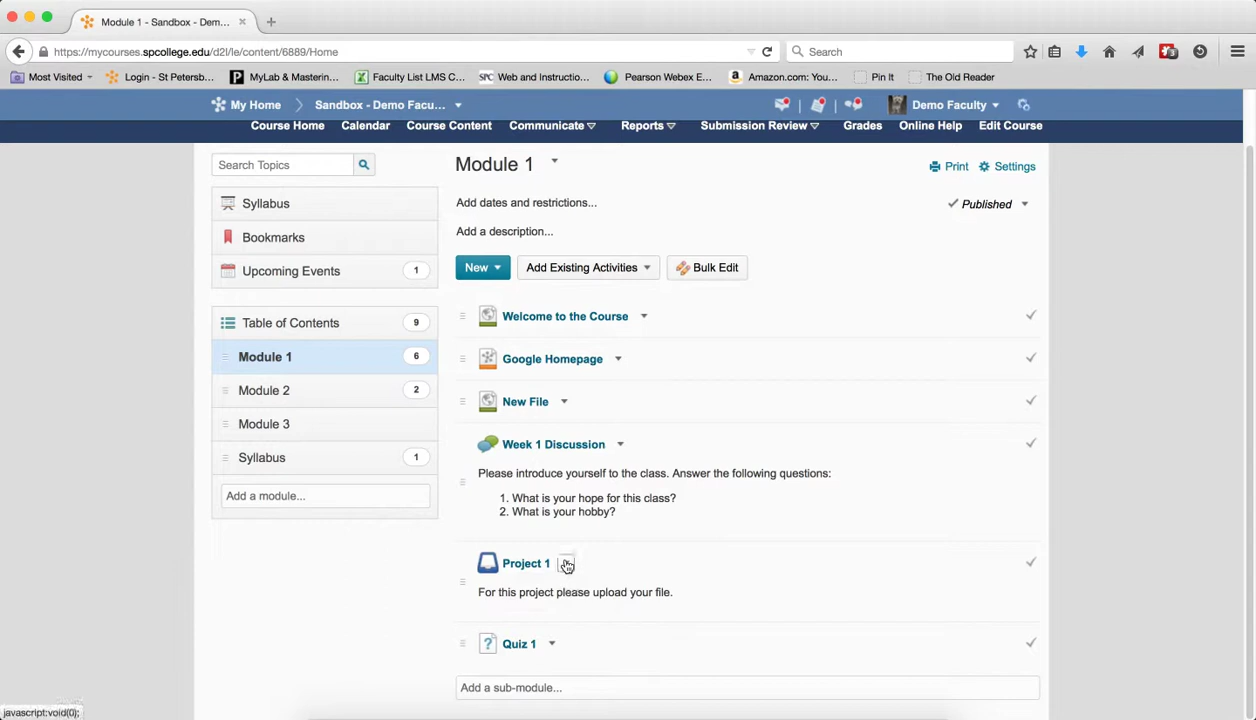 Module 1 - Sandbox - Dem...
https://mycourses.spcollege.edu/d2l/le/content/6889/Home
Search
Most Visited
Login - St Petersb...
MyLab & Mastering...
Faculty List LMS C...
SPC
Web and Instructio...
Pearson Webex E...
Amazon.com: You...
Pin It
The Old Reader
My Home
Sandbox - Demo Facu...
Demo Faculty
Course Home
Calendar
Course Content
Communicate
Reports
Submission Review
Grades
Online Help
Edit Course
Search Topics
Syllabus
Bookmarks
Upcoming Events 1
Table of Contents 9
Module 1 6
Module 2 2
Module 3
Syllabus 1
Add a module...
Module 1
Print
Settings
Add dates and restrictions...
Published
Add a description...
New
Add Existing Activities
Bulk Edit
Welcome to the Course
Google Homepage
New File
Week 1 Discussion
Please introduce yourself to the class. Answer the following questions:
1. What is your hope for this class?
2. What is your hobby?
Project 1
For this project please upload your file.
Quiz 1
Add a sub-module...
javascript:void(0);